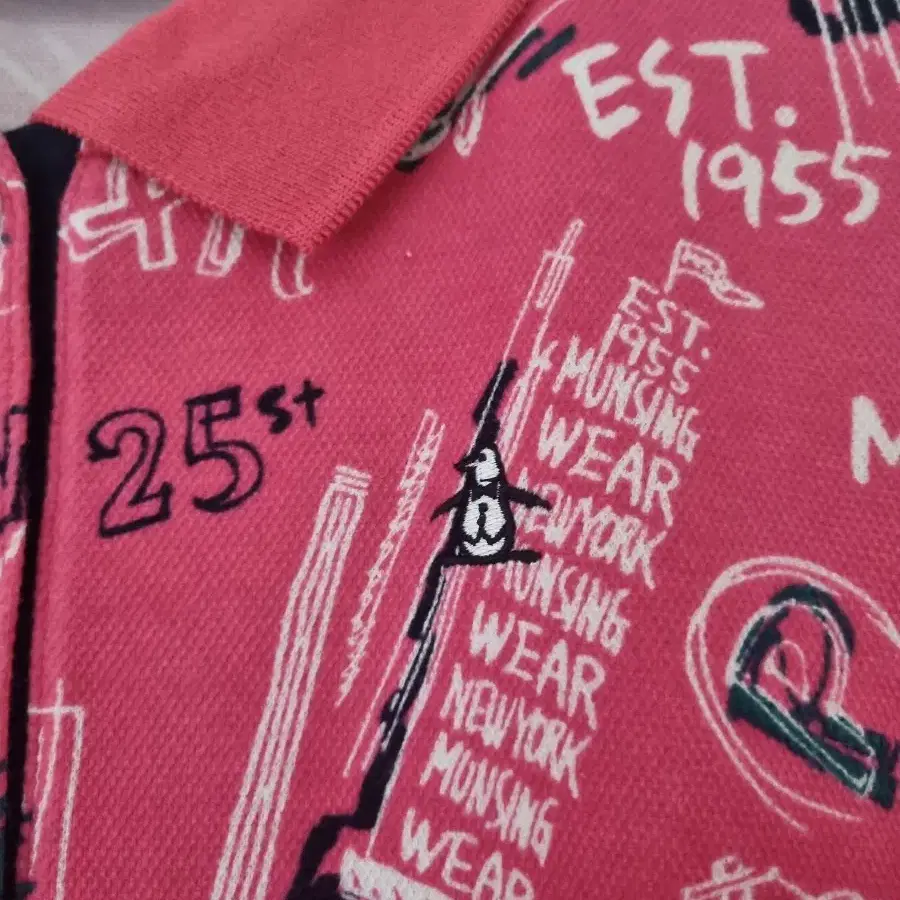 EST.
1955
EST.
1955
MUNSING
WEAR
NEWYORK
MUNSING
WEAR
NEWYORK
MUNSING
WEAR
25st
M
P